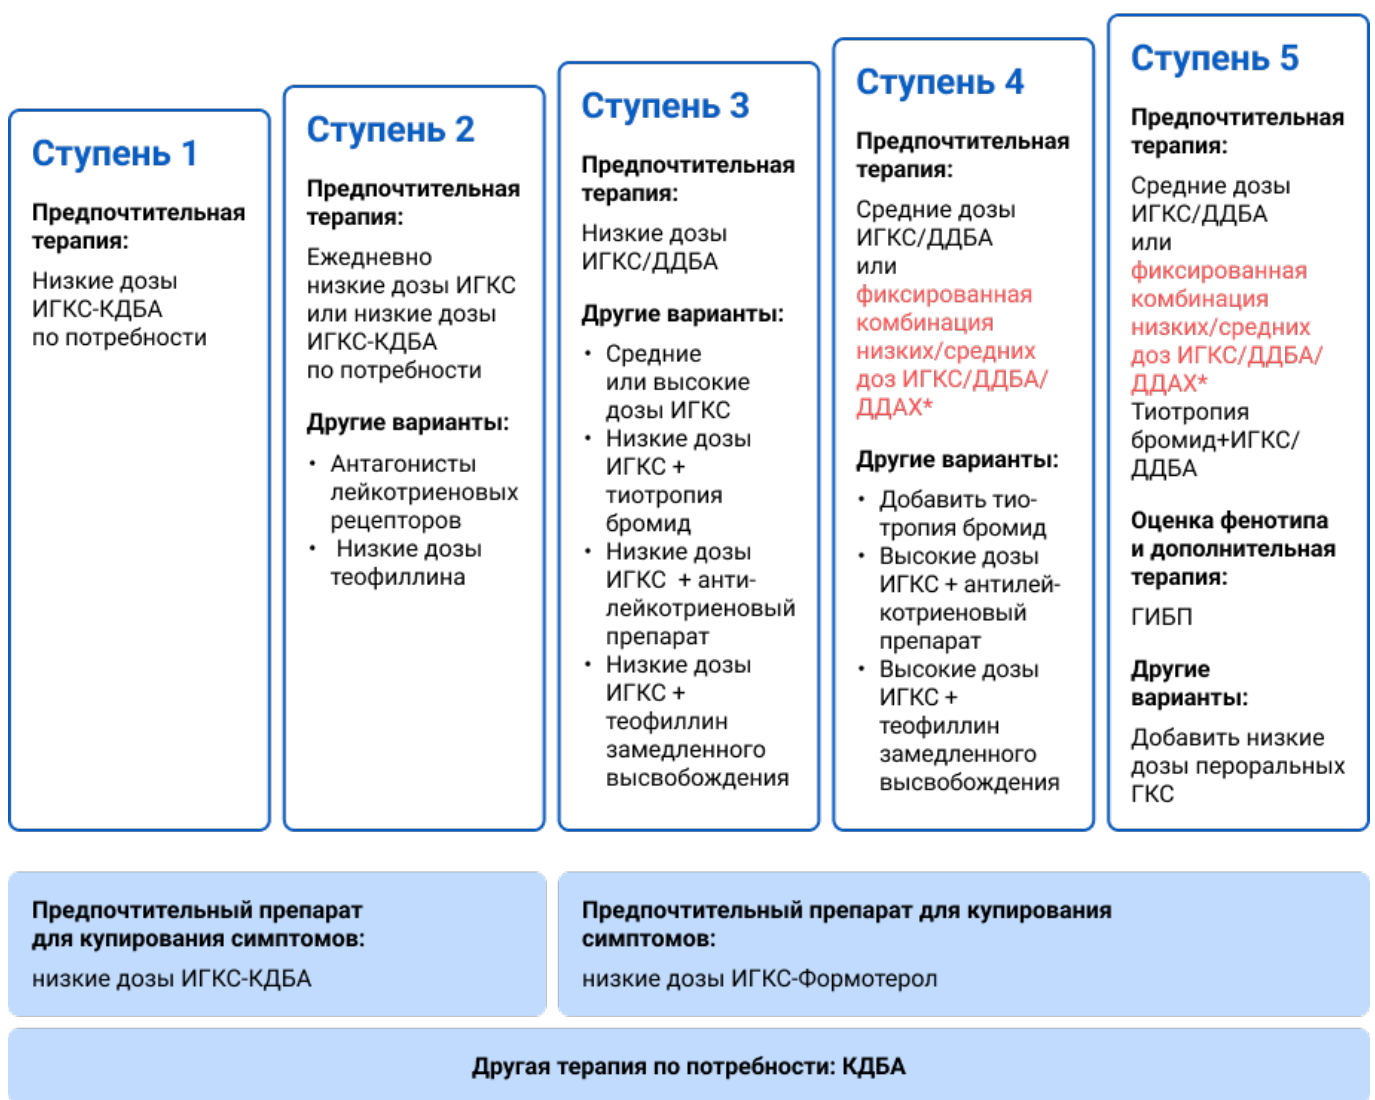 Ступень 1
Предпочтительная
терапия:
Низкие дозы
ИГКС-КДБА
по потребности
Ступень 2
Предпочтительная
терапия:
Ежедневно
низкие дозы ИГКС
или низкие дозы
ИГКС-КДБА
по потребности
Другие варианты:
• Антагонисты
лейкотриеновых
рецепторов
• Низкие дозы
теофиллина
Ступень 3
Предпочтительная
терапия:
Низкие дозы
ИГКС/ДДБА
Другие варианты:
• Средние
или высокие
дозы ИГКС
• Низкие дозы
ИГКС +
тиотропия
бромид
• Низкие дозы
ИГКС + анти-
лейкотриеновый
препарат
• Низкие дозы
ИГКС +
теофиллин
замедленного
высвобождения
Ступень 4
Предпочтительная
терапия:
Средние дозы
ИГКС/ДДБА
или
фиксированная
комбинация
низких/средних
доз ИГКС/ДДБА/
ДДАХ*
Другие варианты:
• Добавить тио-
тропия бромид
• Высокие дозы
ИГКС + антилей-
котриеновый
препарат
• Высокие дозы
ИГКС +
теофиллин
замедленного
высвобождения
Ступень 5
Предпочтительная
терапия:
Средние дозы
ИГКС/ДДБА
или
фиксированная
комбинация
низких/средних
доз ИГКС/ДДБА/
ДДАХ*
Тиотропия
бромид+ИГКС/
ДДБА
Оценка фенотипа
и дополнительная
терапия:
ГИБП
Другие
варианты:
Добавить низкие
дозы пероральных
ГКС
Предпочтительный препарат
для купирования симптомов:
низкие дозы ИГКС-КДБА
Предпочтительный препарат для купирования
симптомов:
низкие дозы ИГКС-Формотерол
Другая терапия по потребности: КДБА